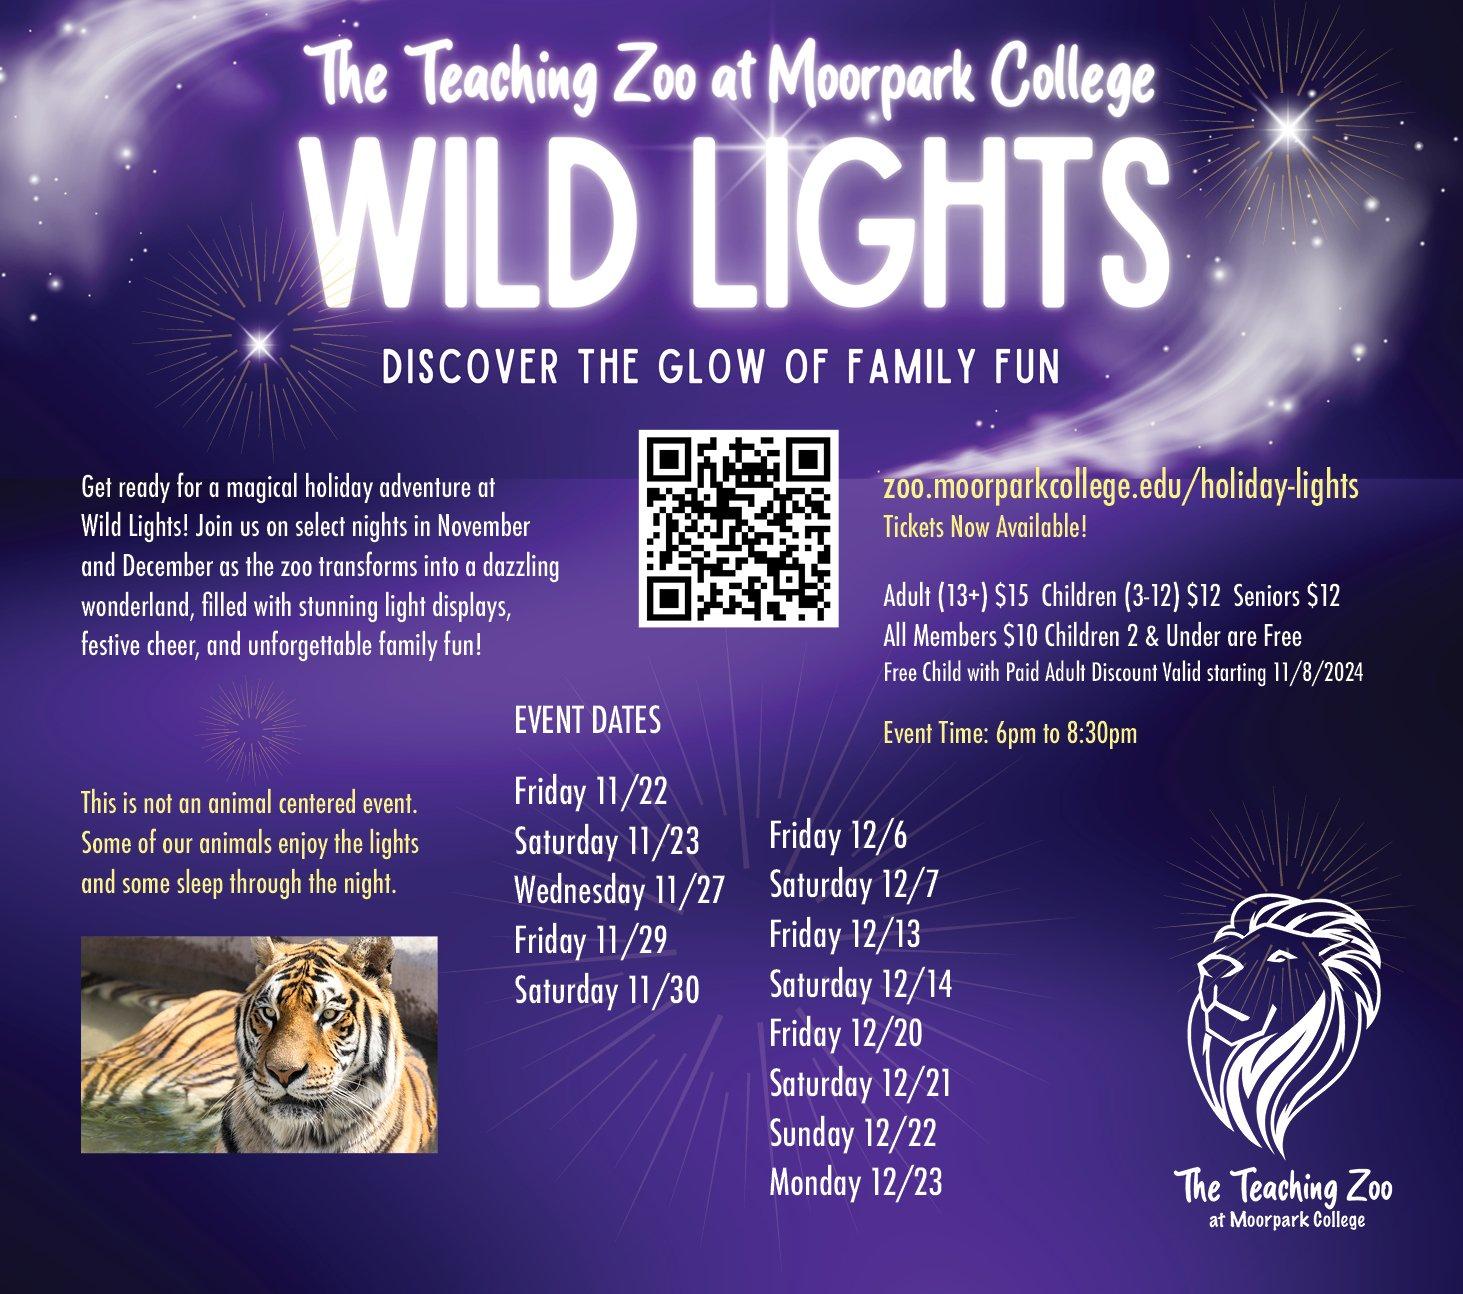 The Teaching Zoo at Moorpark College
WILD LIGHTS
DISCOVER THE GLOW OF FAMILY FUN
Get ready for a magical holiday adventure at
Wild Lights! Join us on select nights in November
and December as the zoo transforms into a dazzling
wonderland, filled with stunning light displays,
festive cheer, and unforgettable family fun!
zoo.moorparkcollege.edu/holiday-lights
Tickets Now Available!
Adult (13+) $15 Children (3-12) $12 Seniors $12
All Members $10 Children 2 & Under are Free
Free Child with Paid Adult Discount Valid starting 11/8/2024
Event Time: 6pm to 8:30pm
This is not an animal centered event.
Some of our animals enjoy the lights
and some sleep through the night.
EVENT DATES
Friday 11/22
Saturday 11/23
Wednesday 11/27
Friday 11/29
Saturday 11/30
Friday 12/6
Saturday 12/7
Friday 12/13
Saturday 12/14
Friday 12/20
Saturday 12/21
Sunday 12/22
Monday 12/23
The Teaching Zoo
at Moorpark College